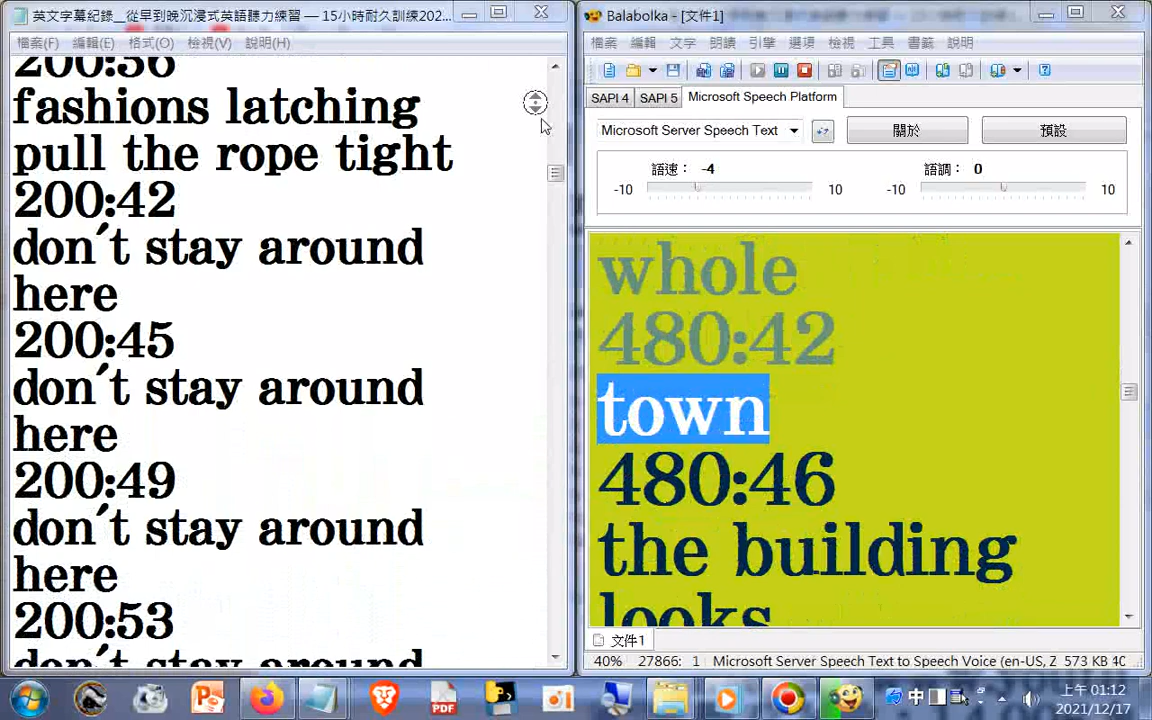 英文字幕紀錄__從早到晚沉浸式英語聽力練習 — 15小時耐久訓練202...
檔案(F) 編輯(E) 格式(O) 檢視(V) 說明(H)
200:36
fashions latching
pull the rope tight
200:42
don't stay around
here
200:45
don't stay around
here
200:49
don't stay around
here
200:53
don't stay around
Balabolka - [文件1]
檔案 編輯 文字 朗讀 引擎 選項 檢視 工具 書籤 說明
SAPI 4 SAPI 5 Microsoft Speech Platform
Microsoft Server Speech Text 關於 預設
語速： -4 語調： 0
-10 10 -10 10
whole
480:42
town
480:46
the building
looks
文件1
40% 27866: 1 Microsoft Server Speech Text to Speech Voice (en-US, Z 573 KB
PDF 中 上午 01:12
2021/12/17